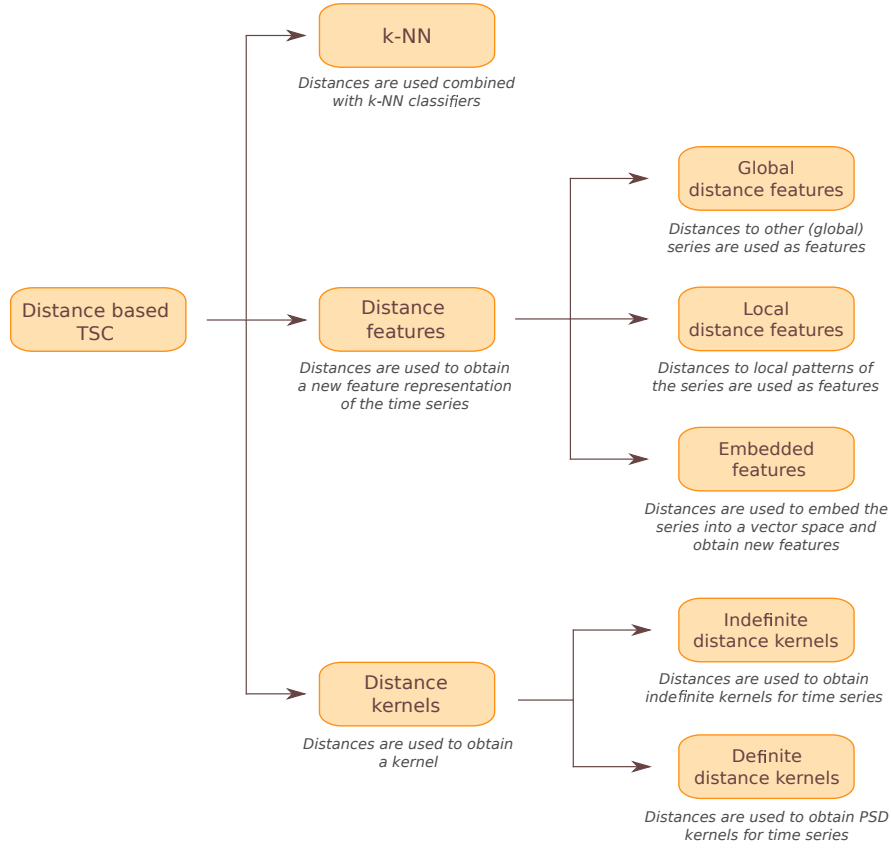 k-NN
Distances are used combined
with k-NN classifiers
Global
distance features
Distances to other (global)
series are used as features
Distance based
TSC
Distance
features
Distances are used to obtain
a new feature representation
of the time series
Local
distance features
Distances to local patterns of
the series are used as features
Embedded
features
Distances are used to embed the
series into a vector space and
obtain new features
Distance
kernels
Distances are used to obtain
a kernel
Indefinite
distance kernels
Distances are used to obtain
indefinite kernels for time series
Definite
distance kernels
Distances are used to obtain PSD
kernels for time series